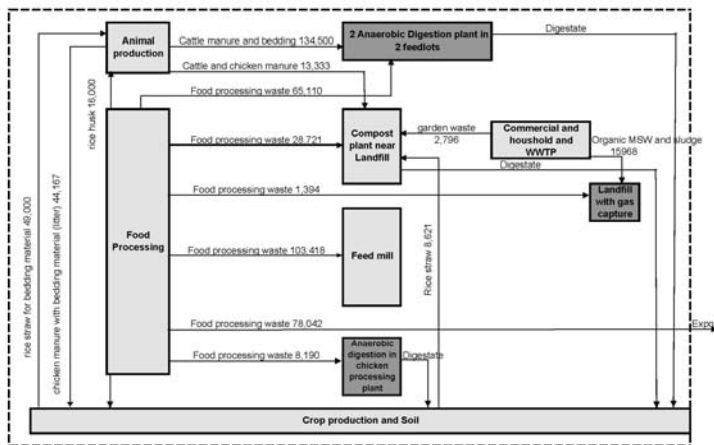 Animal
production
Cattle manure and bedding 134,500
2 Anaerobic Digestion plant in
2 feedlots
Digestate
Cattle and chicken manure 13,333
Food processing waste 65,110
rice husk 16,000
Food processing waste 28.721
Compost
plant near
Landfill
garden waste
2,796
Commercial and
houshold and
WWTP
Organic MSW and sludge
15968
Digestate
Food processing waste 1,394
Landfill
with gas
capture
rice straw for bedding material 49,000
chicken manure with bedding material (litter) 44,167
Food
Processing
Food processing waste 103,418
Feed mill
Rice straw 8,621
Food processing waste 78,042
Expo
Food processing waste 8,190
Anaerobic
digestion in
chicken
processing
plant
Digestate
Crop production and Soil